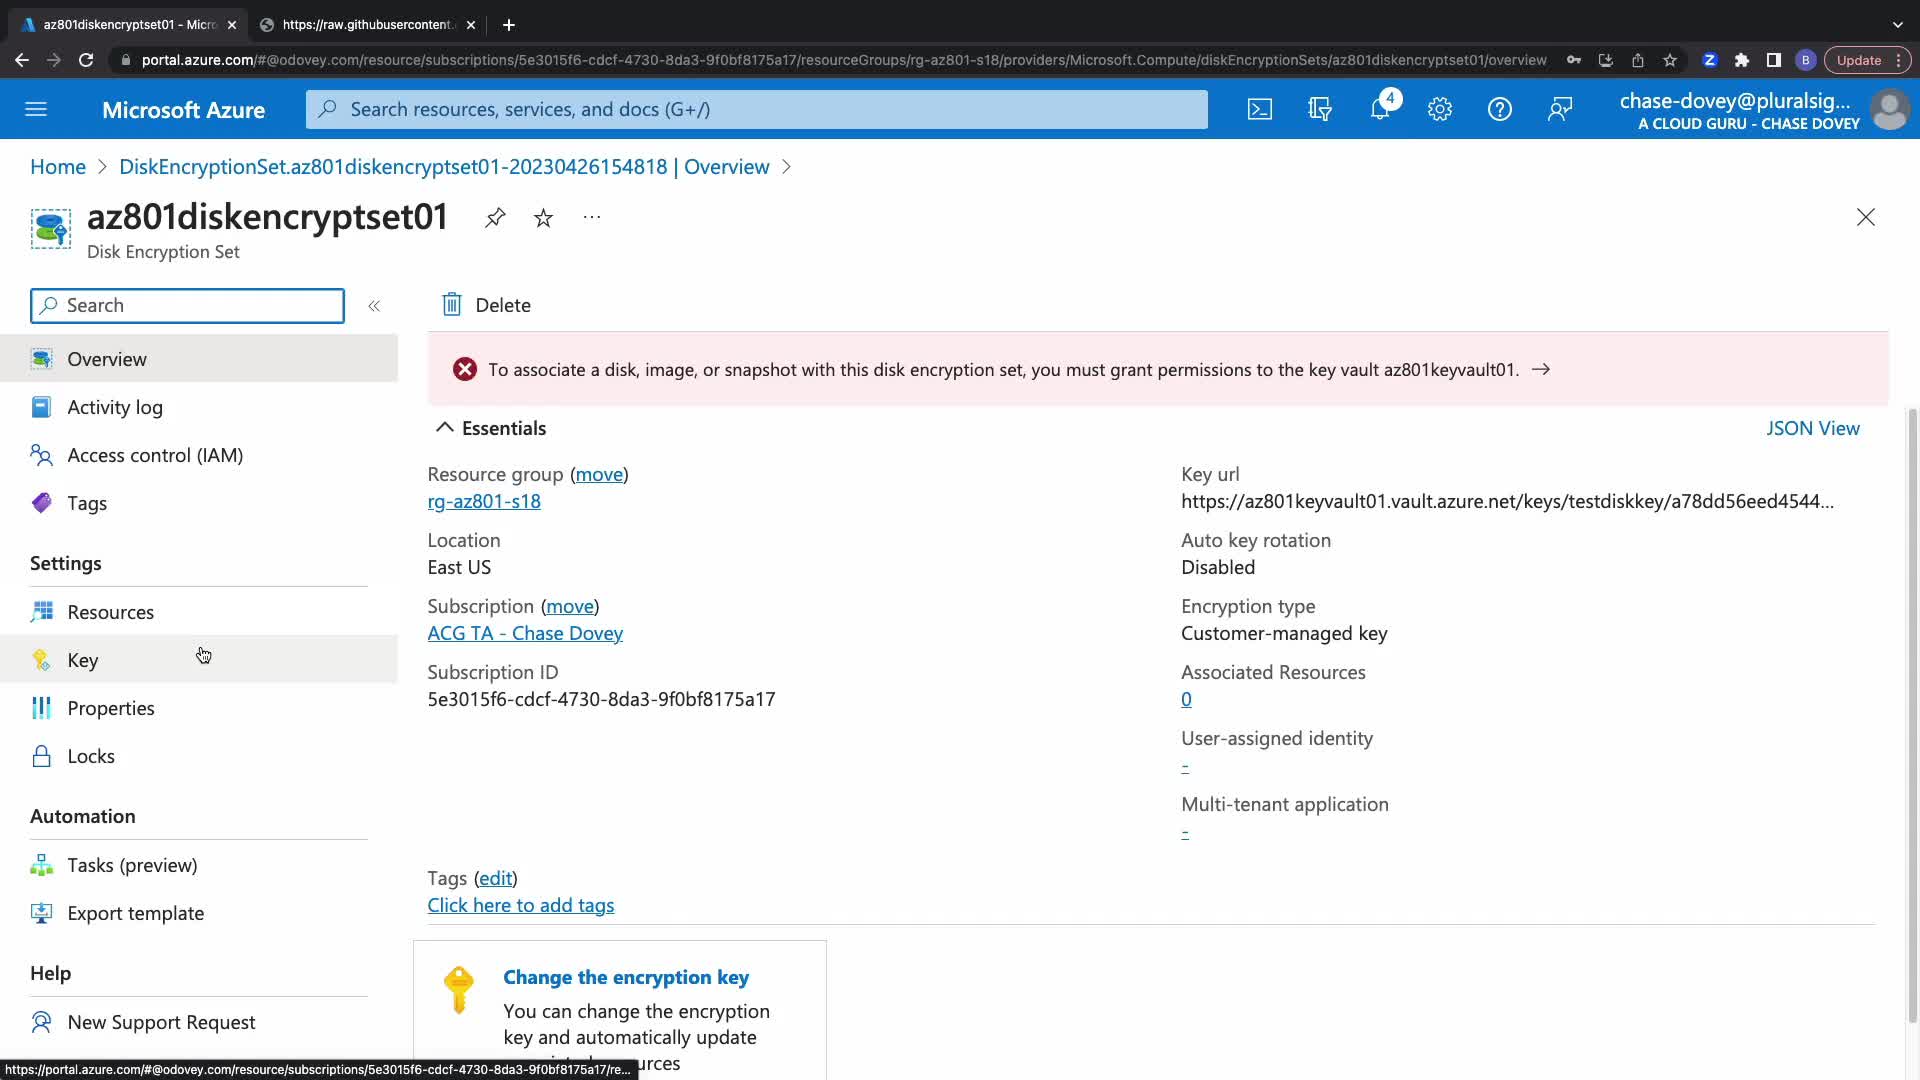 az801diskencryptset01 - Micro
https://raw.githubusercontent.
portal.azure.com/#@odovey.com/resource/subscriptions/5e3015f6-cdcf-4730-8da3-9f0bf8175a17/resourceGroups/rg-az801-s18/providers/Microsoft.Compute/diskEncryptionSets/az801diskencryptset01/overview
Z
B
Update
Microsoft Azure
Search resources, services, and docs (G+/)
4
chase-dovey@pluralsig...
A CLOUD GURU - CHASE DOVEY
Home > DiskEncryptionSet.az801diskencryptset01-20230426154818 | Overview >
az801diskencryptset01
Disk Encryption Set
Search
Delete
Overview
To associate a disk, image, or snapshot with this disk encryption set, you must grant permissions to the key vault az801keyvault01. →
Activity log
Access control (IAM)
Tags
Settings
Resources
Key
Properties
Locks
Automation
Tasks (preview)
Export template
Help
New Support Request
Essentials
JSON View
Resource group (move)
rg-az801-s18
Location
East US
Subscription (move)
ACG TA - Chase Dovey
Subscription ID
5e3015f6-cdcf-4730-8da3-9f0bf8175a17
Key url
https://az801keyvault01.vault.azure.net/keys/testdiskkey/a78dd56eed4544...
Auto key rotation
Disabled
Encryption type
Customer-managed key
Associated Resources
0
User-assigned identity
-
Multi-tenant application
-
Tags (edit)
Click here to add tags
Change the encryption key
You can change the encryption
key and automatically update
urces
https://portal.azure.com/#@odovey.com/resource/subscriptions/5e3015f6-cdcf-4730-8da3-9f0bf8175a17/re...